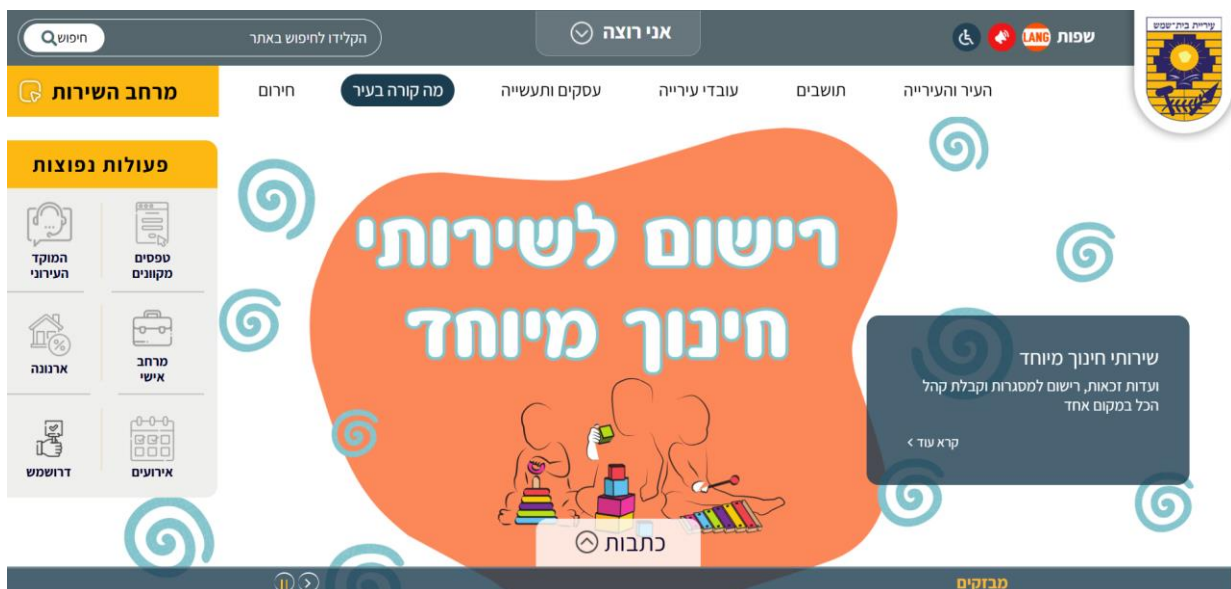 עיריית בית־שמש
שפות
LANG
אני רוצה
הקלידו לחיפוש באתר
חיפוש
העיר והעירייה
תושבים
עובדי עירייה
עסקים ותעשייה
מה קורה בעיר
חירום
מרחב השירות
פעולות נפוצות
טפסים
מקוונים
המוקד
העירוני
מרחב
אישי
ארנונה
אירועים
דרושמש
רישום לשירותי
חינוך מיוחד
שירותי חינוך מיוחד
ועדות זכאות, רישום למסגרות וקבלת קהל
הכל במקום אחד
קרא עוד >
כתבות
מבזקים